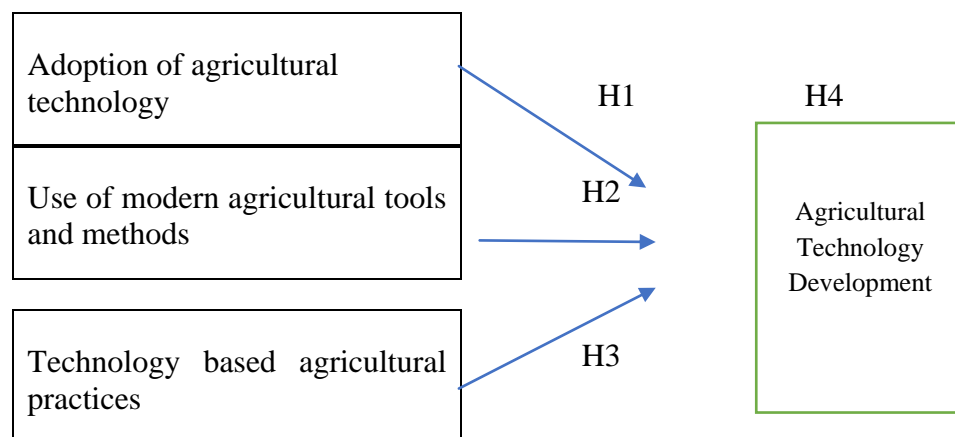 Adoption of agricultural
technology
H1
H4
Use of modern agricultural tools
and methods
H2
Agricultural
Technology
Development
Technology based agricultural
practices
H3